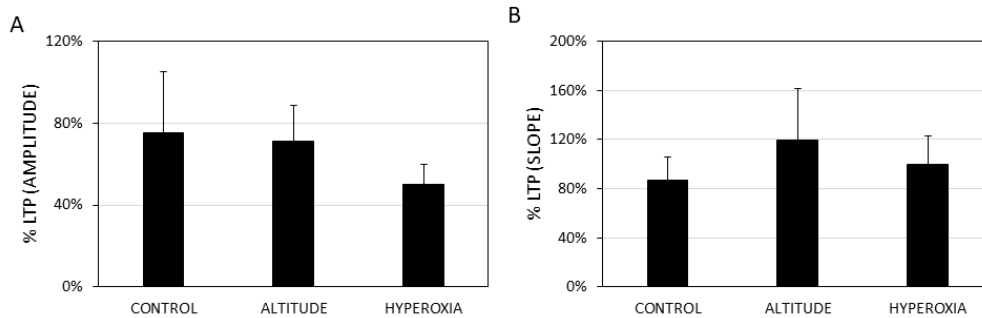 A
% LTP (AMPLITUDE)
120%
80%
40%
0%
CONTROL ALTITUDE HYPEROXIA
B
% LTP (SLOPE)
200%
160%
120%
80%
40%
0%
CONTROL ALTITUDE HYPEROXIA